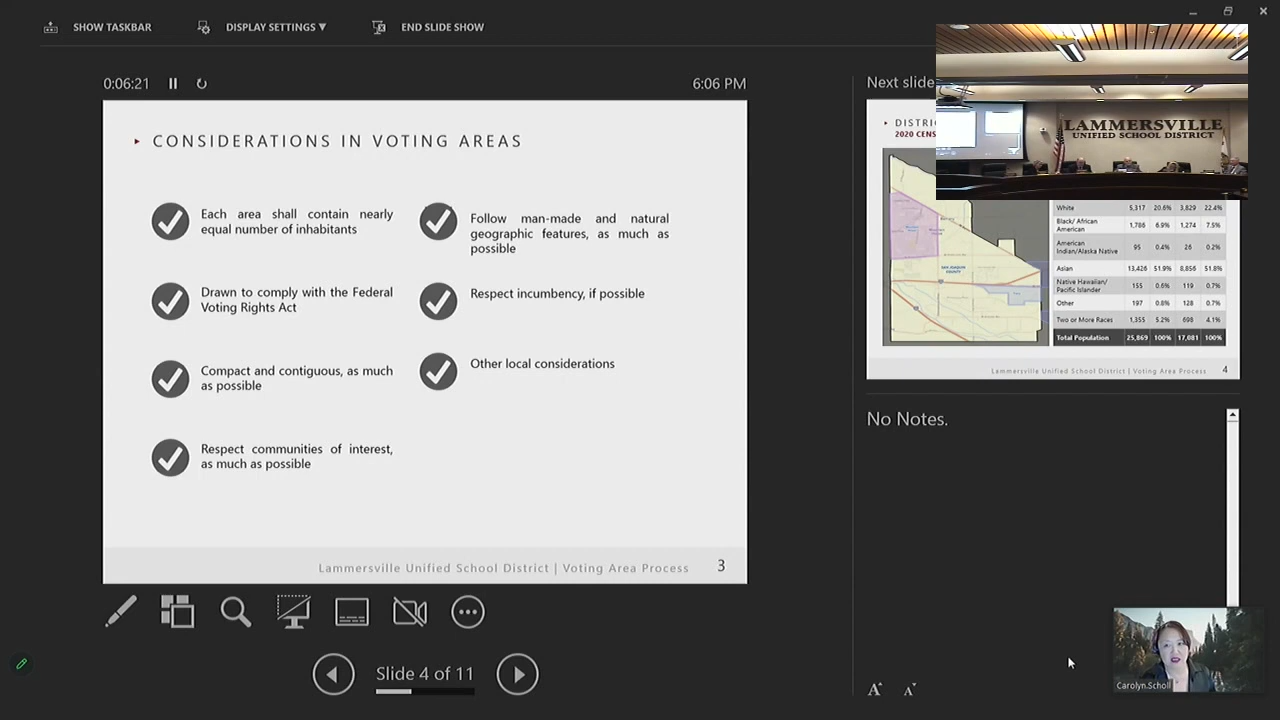 SHOW TASKBAR
DISPLAY SETTINGS ▼
END SLIDE SHOW
0:06:21
6:06 PM
CONSIDERATIONS IN VOTING AREAS
Each area shall contain nearly
equal number of inhabitants
Drawn to comply with the Federal
Voting Rights Act
Compact and contiguous, as much
as possible
Respect communities of interest,
as much as possible
Follow man-made and natural
geographic features, as much as
possible
Respect incumbency, if possible
Other local considerations
Lammersville Unified School District | Voting Area Process 3
Slide 4 of 11
Next slide
LAMMERSVILLE
UNIFIED SCHOOL DISTRICT
DISTRI
2020 CENS
SAN JOAQUIN
COUNTY
White 5,317 20.6% 3,829 22.4%
Black/ African
American 1,786 6.9% 1,274 7.5%
American
Indian/Alaska Native 95 0.4% 26 0.2%
Asian 13,426 51.9% 8,856 51.8%
Native Hawaiian/
Pacific Islander 155 0.6% 119 0.7%
Other 197 0.8% 128 0.7%
Two or More Races 1,355 5.2% 698 4.1%
Total Population 25,869 100% 17,081 100%
Lammersville Unified School District | Voting Area Process 4
No Notes.
Carolyn.Scholl